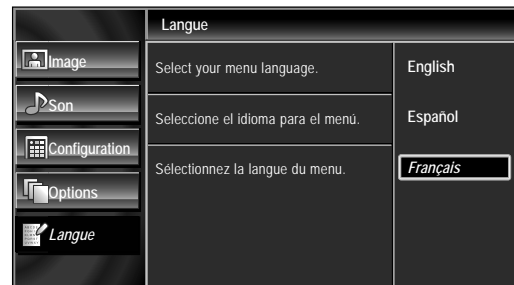 Langue
Image
Son
Configuration
Options
Langue
Select your menu language.
Seleccione el idioma para el menú.
Sélectionnez la langue du menu.
English
Español
Français